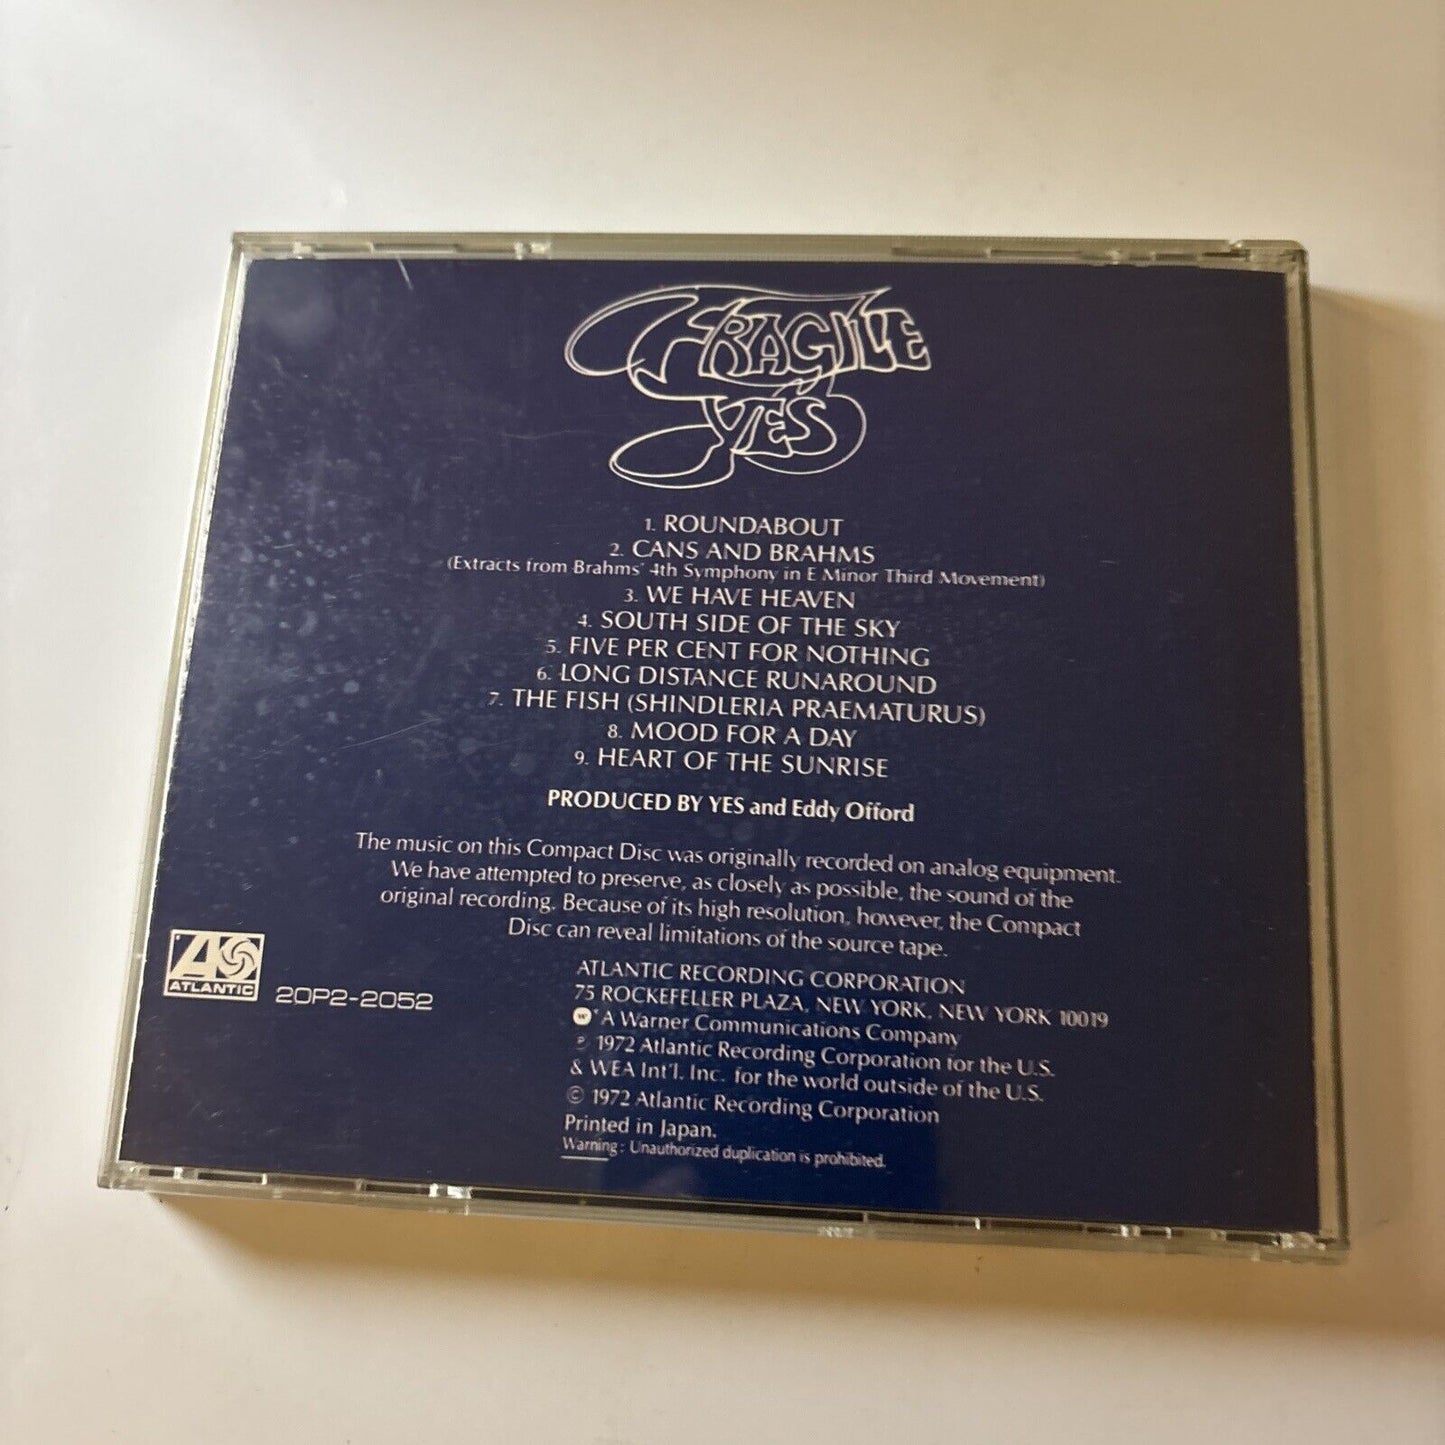 FRAGILE
YES
1. ROUNDABOUT
2. CANS AND BRAHMS
(Extracts from Brahms' 4th Symphony in E Minor Third Movement)
3. WE HAVE HEAVEN
4. SOUTH SIDE OF THE SKY
5. FIVE PER CENT FOR NOTHING
6. LONG DISTANCE RUNAROUND
7. THE FISH (SHINDLERIA PRAEMATURUS)
8. MOOD FOR A DAY
9. HEART OF THE SUNRISE
PRODUCED BY YES and Eddy Offord
The music on this Compact Disc was originally recorded on analog equipment.
We have attempted to preserve, as closely as possible, the sound of the
original recording. Because of its high resolution, however, the Compact
Disc can reveal limitations of the source tape.
ATLANTIC
20P2-2052
ATLANTIC RECORDING CORPORATION
75 ROCKEFELLER PLAZA, NEW YORK, NEW YORK 10019
A Warner Communications Company
℗ 1972 Atlantic Recording Corporation for the U.S.
& WEA Int'l. Inc. for the world outside of the U.S.
© 1972 Atlantic Recording Corporation
Printed in Japan.
Warning : Unauthorized duplication is prohibited.